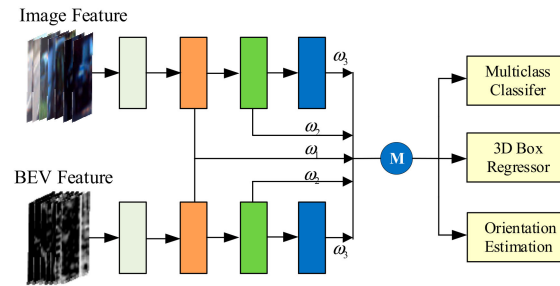 Image Feature
ω₃
Multiclass
Classifer
ω₂
ω₁
M
3D Box
Regressor
BEV Feature
ω₂
ω₃
Orientation
Estimation